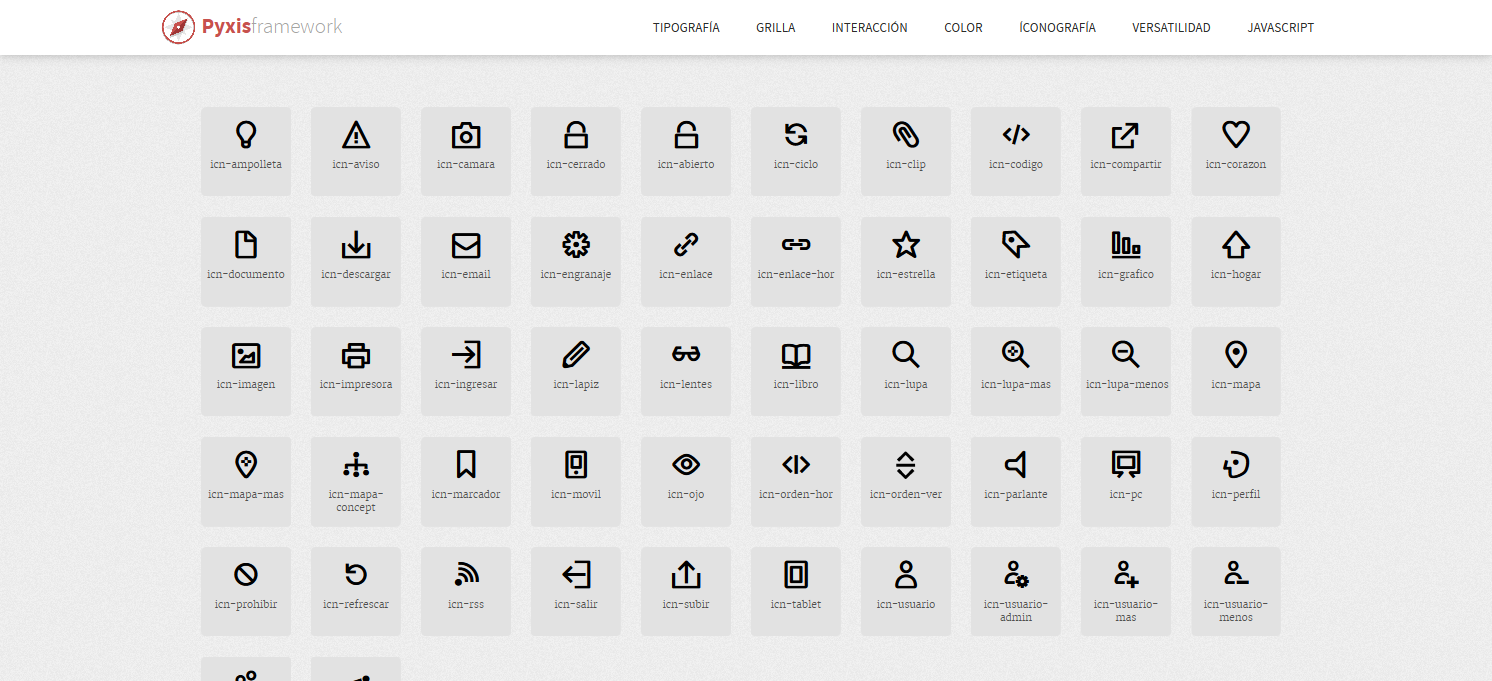 Pyxisframework
TIPOGRAFÍA GRILLA INTERACCIÓN COLOR ÍCONOGRAFÍA VERSATILIDAD JAVASCRIPT
icn-ampolleta icn-aviso icn-camara icn-cerrado icn-abierto icn-ciclo icn-clip icn-codigo icn-compartir icn-corazon
icn-documento icn-descargar icn-email icn-engranaje icn-enlace icn-enlace-hor icn-estrella icn-etiqueta icn-grafico icn-hogar
icn-imagen icn-impresora icn-ingresar icn-lapiz icn-lentes icn-libro icn-lupa icn-lupa-mas icn-lupa-menos icn-mapa
icn-mapa-mas icn-mapa-concept icn-marcador icn-movil icn-ojo icn-orden-hor icn-orden-ver icn-parlante icn-pc icn-perfil
icn-prohibir icn-refrescar icn-rss icn-salir icn-subir icn-tablet icn-usuario icn-usuario-admin icn-usuario-mas icn-usuario-menos